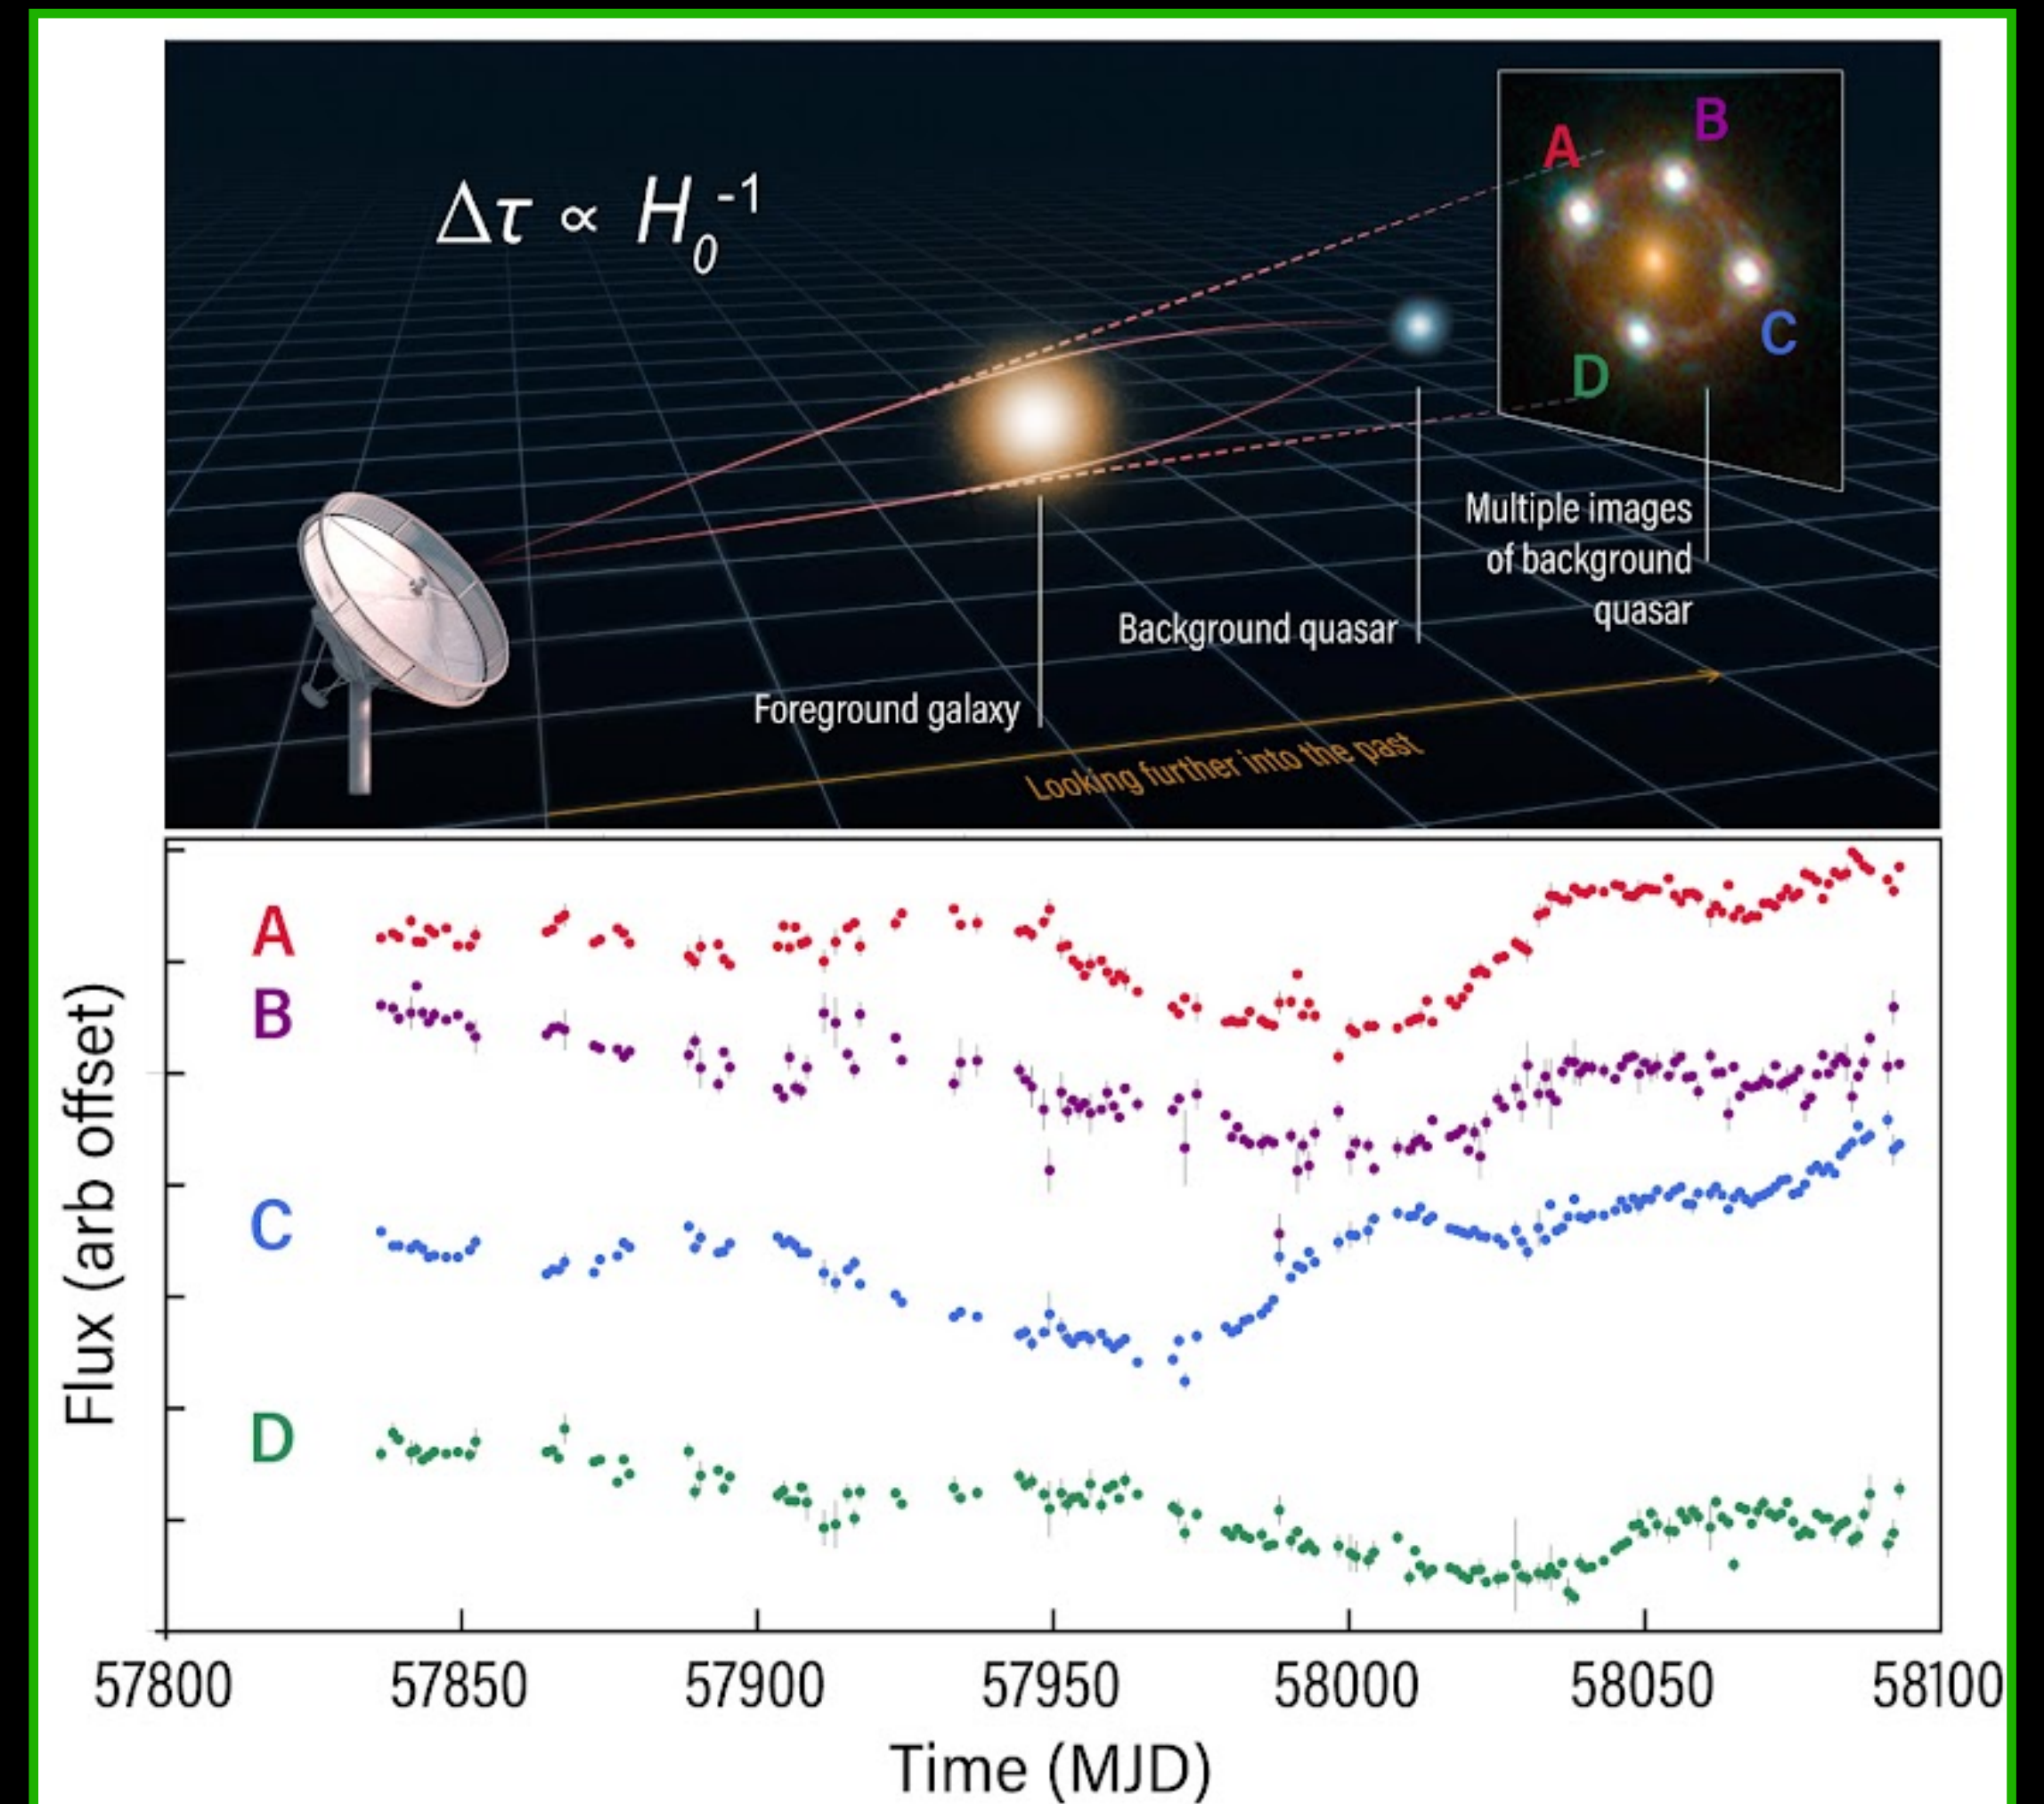 Δτ ∝ H₀⁻¹
A
B
C
D
Multiple images
of background
quasar
Background quasar
Foreground galaxy
Looking further into the past
A
B
C
D
Flux (arb offset)
57800 57850 57900 57950 58000 58050 58100
Time (MJD)